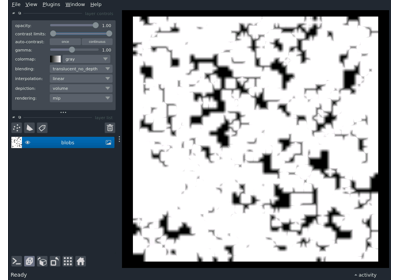 File View Plugins Window Help
opacity: 1.00
contrast limits:
auto-contrast: once continuous
gamma: 1.00
colormap: gray
blending: translucent_no_depth
interpolation: linear
depiction: volume
rendering: mip
blobs
Ready activity